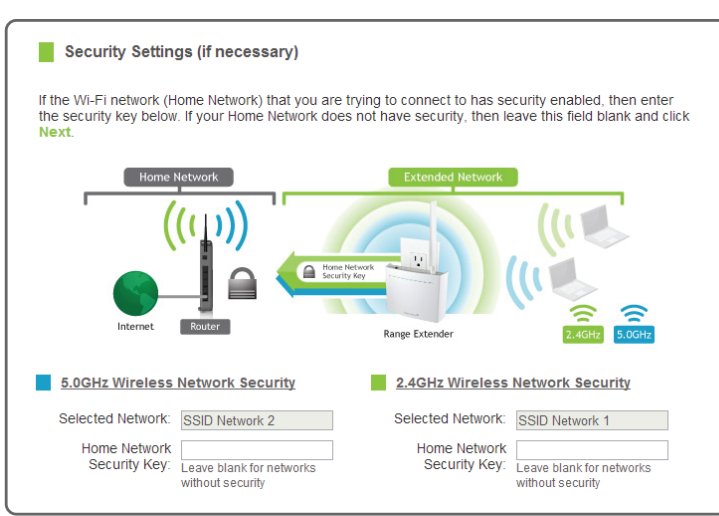 Security Settings (if necessary)
If the Wi-Fi network (Home Network) that you are trying to connect to has security enabled, then enter
the security key below. If your Home Network does not have security, then leave this field blank and click
Next.
Home Network
Extended Network
Home Network
Security Key
Internet
Router
Range Extender
2.4GHz
5.0GHz
5.0GHz Wireless Network Security
Selected Network:
SSID Network 2
Home Network
Security Key:
Leave blank for networks
without security
2.4GHz Wireless Network Security
Selected Network:
SSID Network 1
Home Network
Security Key:
Leave blank for networks
without security